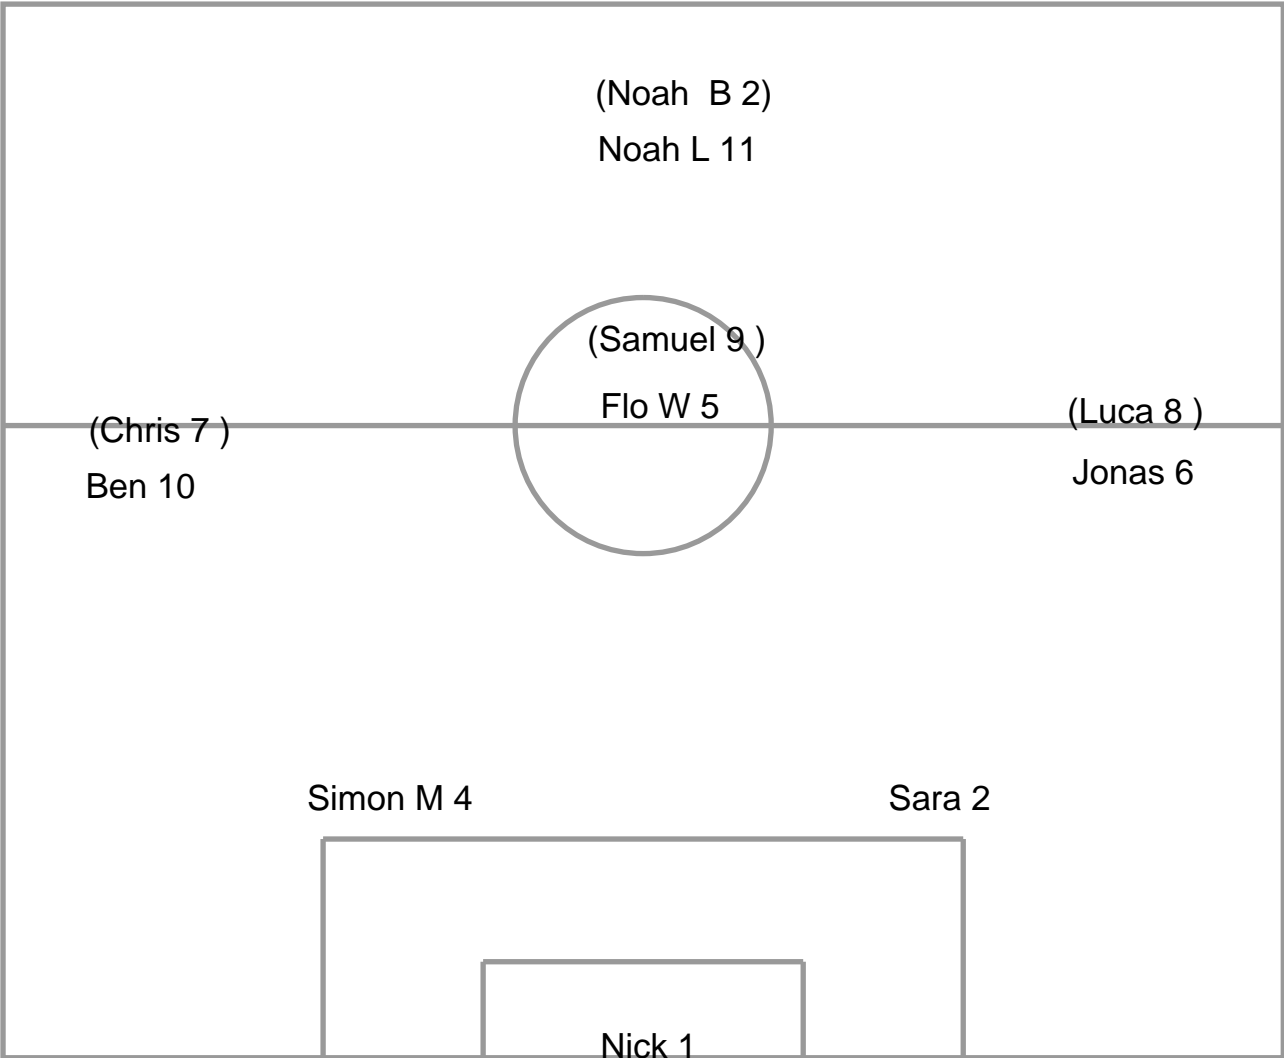 (Noah  B 2)
Noah L 11
(Samuel 9 )
Flo W 5
(Luca 8 )
(Chris 7 )
Jonas 6
Ben 10
Simon M 4
Sara 2
Nick 1